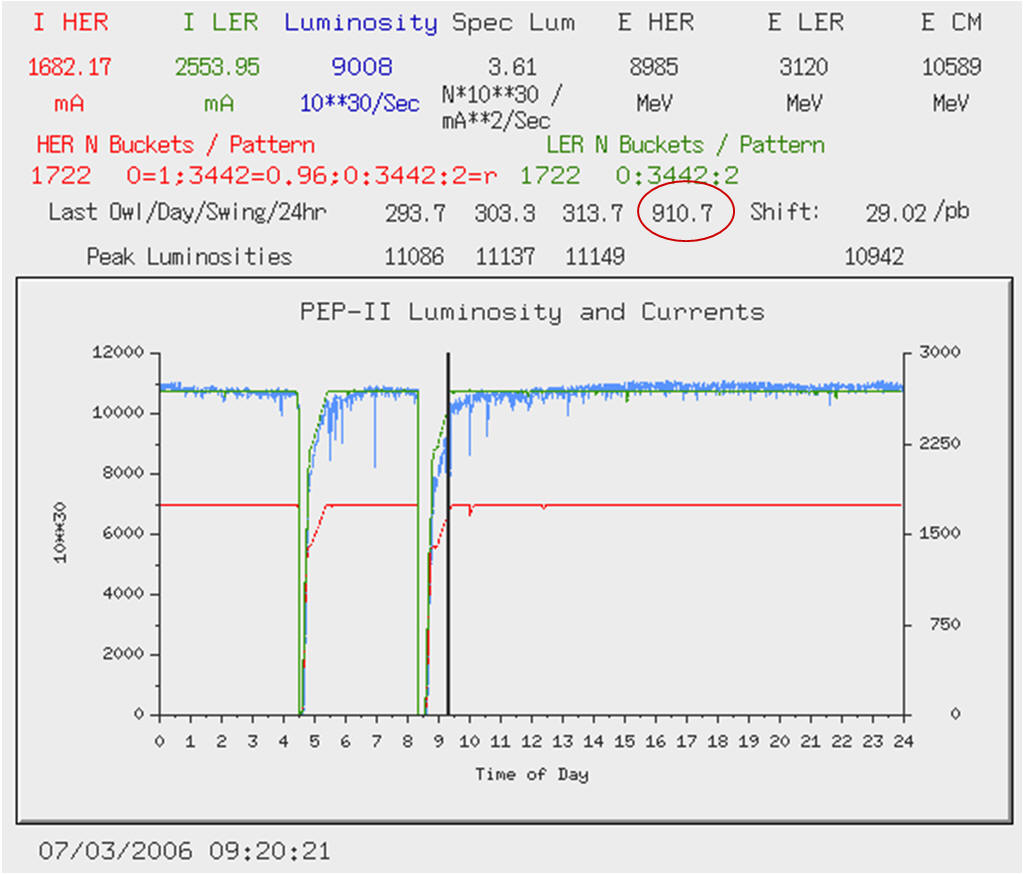 I HER I LER Luminosity Spec Lum E HER E LER E CM
1682.17 2553.95 9008 3.61 8985 3120 10589
mA mA 10**30/Sec N*10**30 / mA**2/Sec MeV MeV MeV
HER N Buckets / Pattern LER N Buckets / Pattern
1722 0=1;3442=0.96;0:3442:2=r 1722 0:3442:2
Last Owl/Day/Swing/24hr 293.7 303.3 313.7 910.7 Shift: 29.02 /pb
Peak Luminosities 11086 11137 11149 10942
PEP-II Luminosity and Currents
12000 3000
10000
2250
8000
10**30
6000 1500
4000
750
2000
0 0
0 1 2 3 4 5 6 7 8 9 10 11 12 13 14 15 16 17 18 19 20 21 22 23 24
Time of Day
07/03/2006 09:20:21